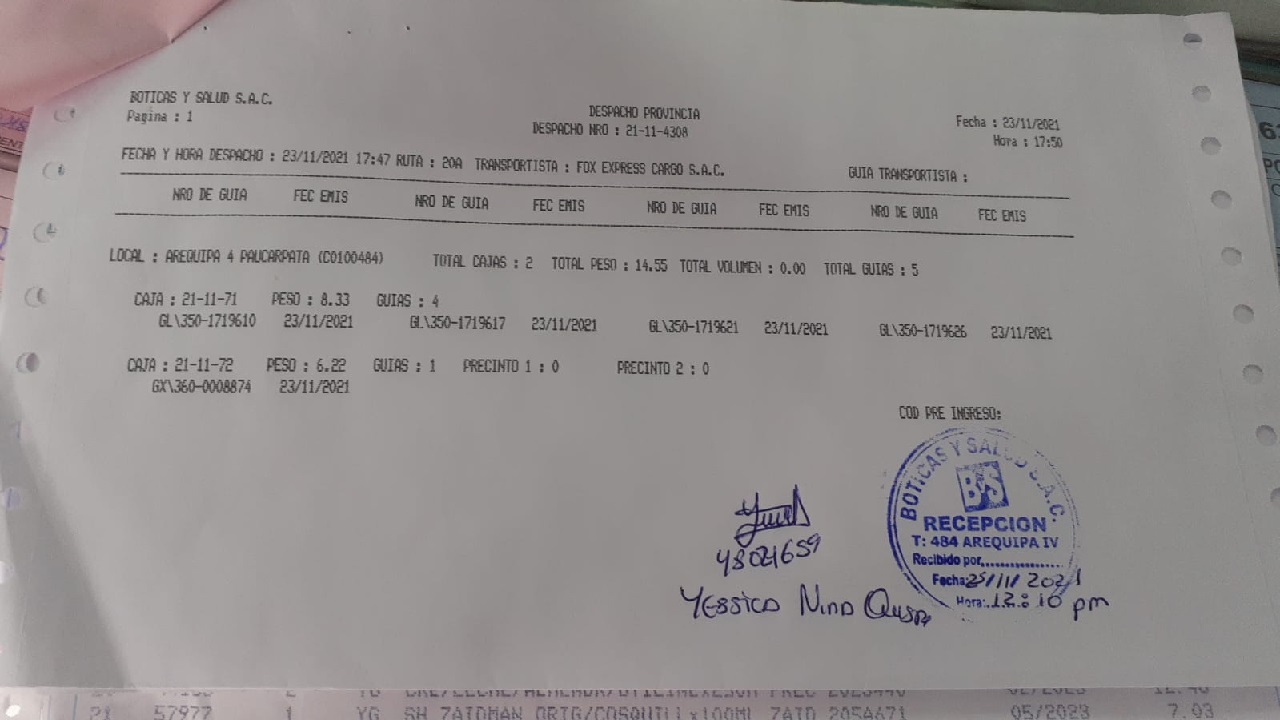 BOTICAS Y SALUD S.A.C.
Pagina : 1
DESPACHO PROVINCIA
DESPACHO NRO : 21-11-4308
Fecha : 23/11/2021
Hora : 17:50
FECHA Y HORA DESPACHO : 23/11/2021 17:47 RUTA : 20A TRANSPORTISTA : FOX EXPRESS CARGO S.A.C. GUIA TRANSPORTISTA :
NRO DE GUIA FEC EMIS NRO DE GUIA FEC EMIS NRO DE GUIA FEC EMIS NRO DE GUIA FEC EMIS
LOCAL : AREQUIPA 4 PAUCARPATA (C0100484) TOTAL CAJAS : 2 TOTAL PESO : 14.55 TOTAL VOLUMEN : 0.00 TOTAL GUIAS : 5
CAJA : 21-11-71 PESO : 8.33 GUIAS : 4
GL\350-1719610 23/11/2021 GL\350-1719617 23/11/2021 GL\350-1719621 23/11/2021 GL\350-1719626 23/11/2021
CAJA : 21-11-72 PESO : 6.22 GUIAS : 1 PRECINTO 1 : 0 PRECINTO 2 : 0
GX\360-0008874 23/11/2021
COD PRE INGRESO:
BOTICAS Y SALUD S.A.C.
BS
RECEPCION
T: 484 AREQUIPA IV
Recibido por
Fecha: 25/11/2021
Hora: 12:10 pm
48021659
Yessica Nina
21 57977 1 YG SH ZAIDMAN ORIG/COSQUILLx100ML ZAID 2054671 05/2023 7.03